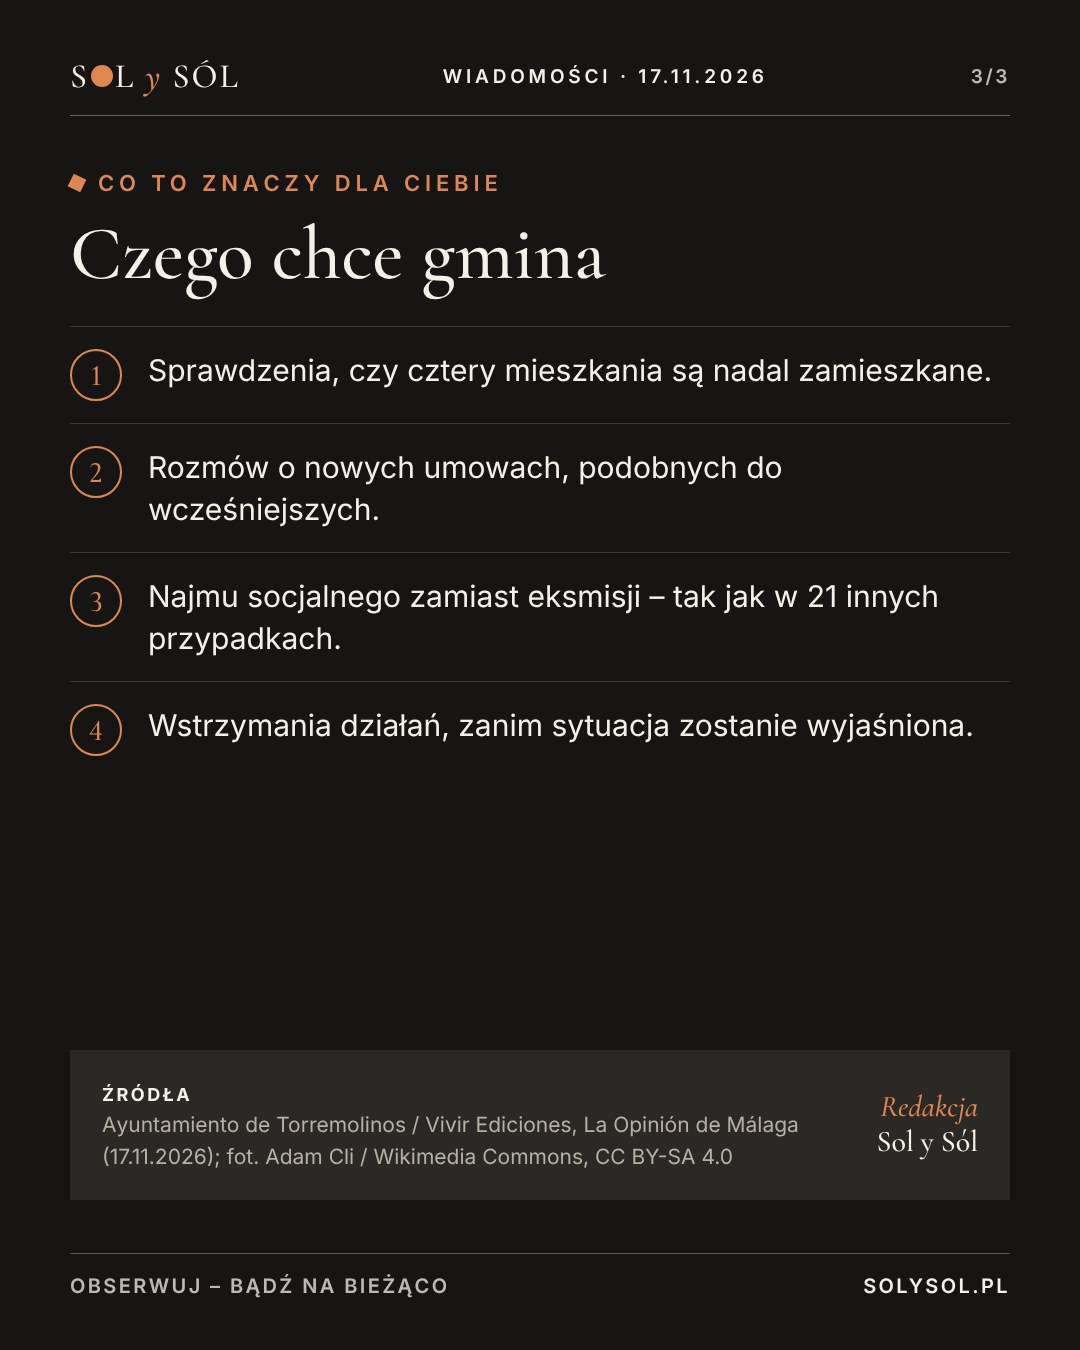 SOL y SÓL
WIADOMOŚCI · 17.11.2026
3/3
CO TO ZNACZY DLA CIEBIE
Czego chce gmina
1 Sprawdzenia, czy cztery mieszkania są nadal zamieszkane.
2 Rozmów o nowych umowach, podobnych do
wcześniejszych.
3 Najmu socjalnego zamiast eksmisji – tak jak w 21 innych
przypadkach.
4 Wstrzymania działań, zanim sytuacja zostanie wyjaśniona.
ŹRÓDŁA
Ayuntamiento de Torremolinos / Vivir Ediciones, La Opinión de Málaga
(17.11.2026); fot. Adam Cli / Wikimedia Commons, CC BY-SA 4.0
Redakcja
Sol y Sól
OBSERWUJ – BĄDŹ NA BIEŻĄCO
SOLYSOL.PL